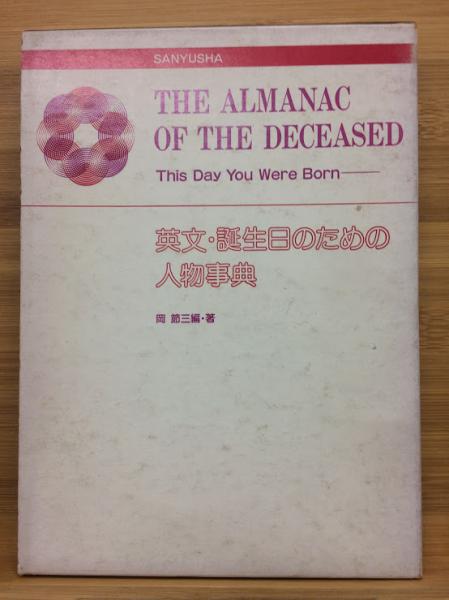 SANYUSHA
THE ALMANAC
OF THE DECEASED
This Day You Were Born—
英文・誕生日のための
人物事典
岡 節三編・著